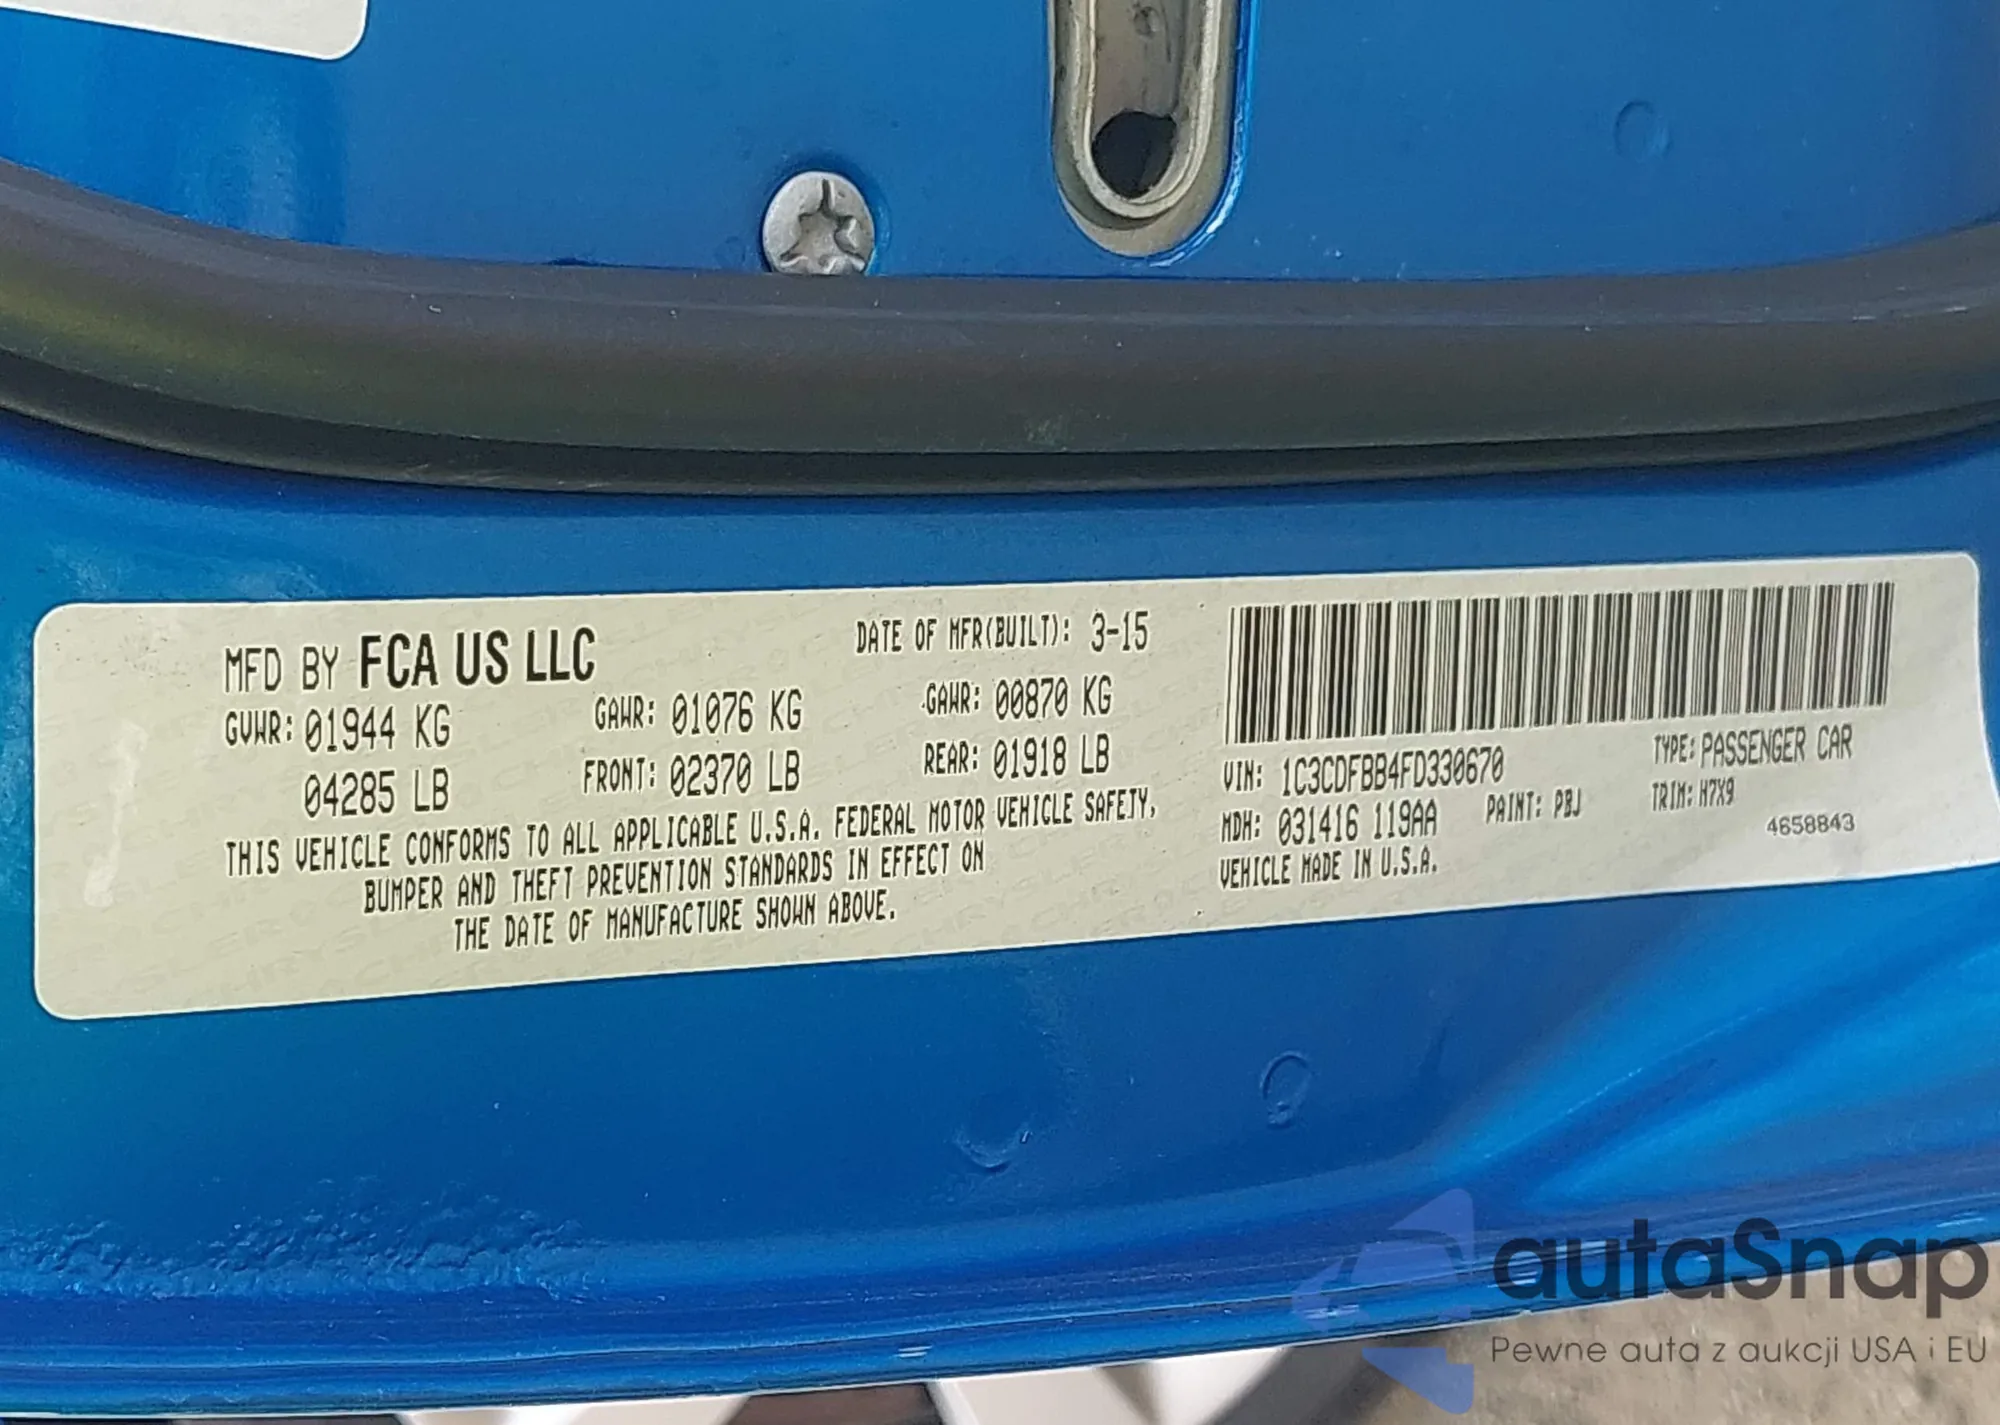 MFD BY FCA US LLC
DATE OF MFR(BUILT): 3-15
GVWR: 01944 KG
04285 LB
GAWR: 01076 KG
FRONT: 02370 LB
GAWR: 00870 KG
REAR: 01918 LB
THIS VEHICLE CONFORMS TO ALL APPLICABLE U.S.A. FEDERAL MOTOR VEHICLE SAFETY,
BUMPER AND THEFT PREVENTION STANDARDS IN EFFECT ON
THE DATE OF MANUFACTURE SHOWN ABOVE.
VIN: 1C3CDFBB4FD330670
TYPE: PASSENGER CAR
MDH: 031416 119AA
PAINT: PBJ
TRIM: H7X9
VEHICLE MADE IN U.S.A.
4658843
autaSnap
Pewne auta z aukcji USA i EU